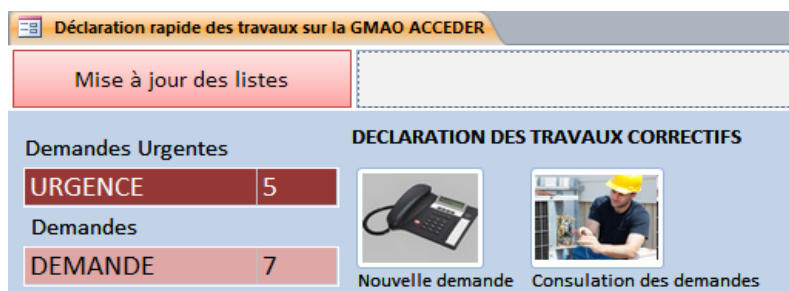 Déclaration rapide des travaux sur la GMAO ACCEDER
Mise à jour des listes
Demandes Urgentes
URGENCE 5
Demandes
DEMANDE 7
DECLARATION DES TRAVAUX CORRECTIFS
Nouvelle demande
Consulation des demandes